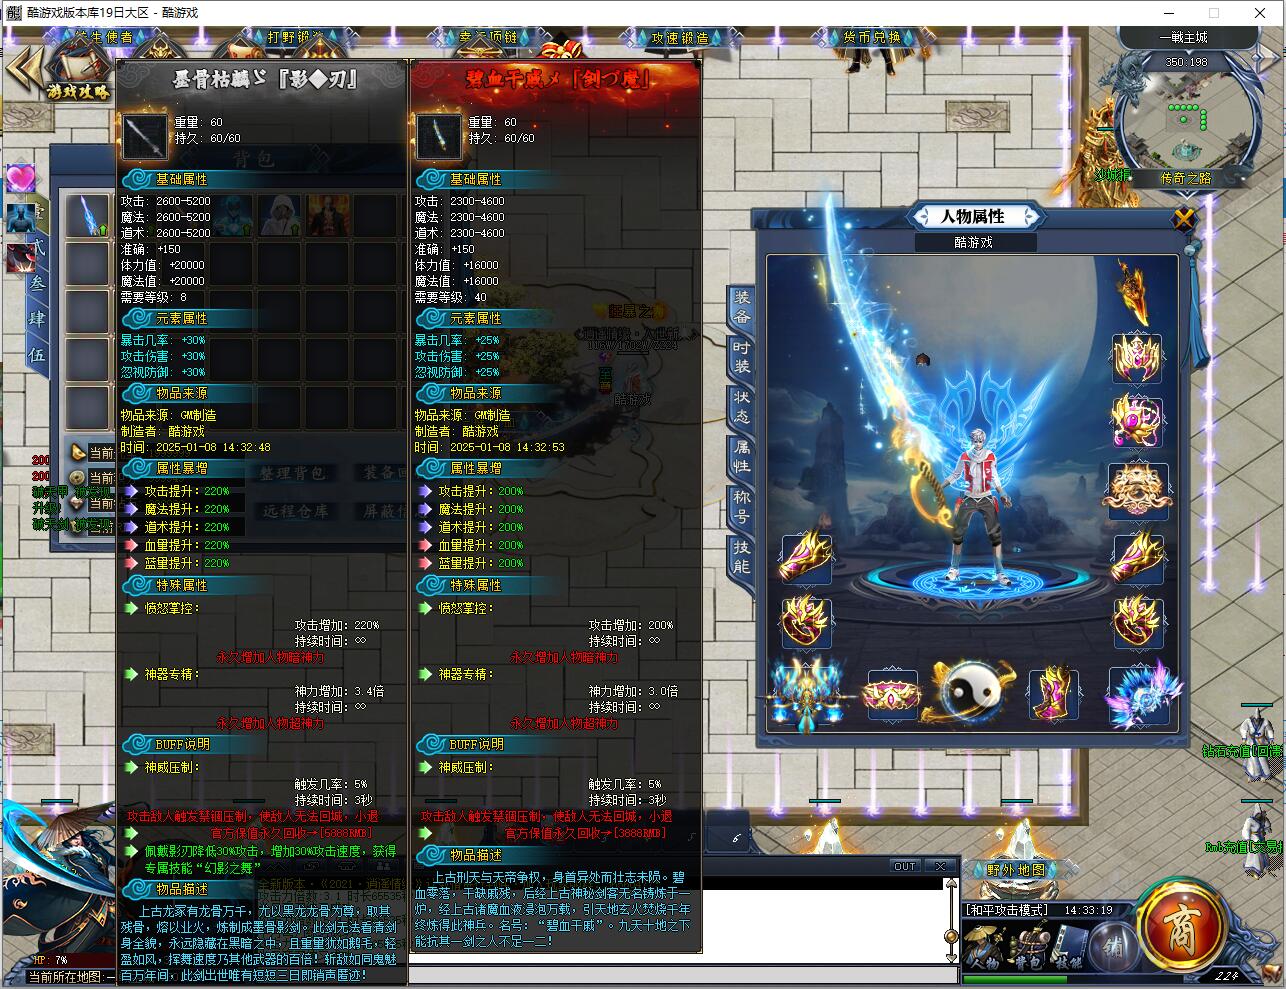 酷游戏版本库19日大区 - 酷游戏
攻速锻造
货币兑换
一戰主城
350:198
传奇之路
游戏攻略
墨骨枯麟
重量: 60
持久: 60/60
基础属性
攻击: 2600-5200
魔法: 2600-5200
道术: 2600-5200
准确: +150
体力值: +20000
魔法值: +20000
需要等级: 8
元素属性
暴击几率: +30%
攻击伤害: +30%
忽视防御: +30%
物品来源
物品来源: GM制造
制造者: 酷游戏
时间: 2025-01-08 14:32:48
属性暴增
攻击提升: 220%
魔法提升: 220%
道术提升: 220%
血量提升: 220%
蓝量提升: 220%
特殊属性
愤怒掌控:
攻击增加: 220%
持续时间: ∞
永久增加人物暗神力
神器专精:
神力增加: 3.4倍
持续时间: ∞
永久增加人物超神力
BUFF说明
神威压制:
触发几率: 5%
持续时间: 3秒
攻击敌人触发禁锢压制, 使敌人无法回城, 小退
官方保值永久回收→[5888RMB]
佩戴影刃降低30%攻击, 增加30%攻击速度, 获得
专属技能“幻影之舞”
物品描述
上古龙冢有龙骨万千, 尤以黑龙龙骨为尊, 取其
残骨, 熔以业火, 炼制成墨骨影剑。此剑无法看清剑
身全貌, 永远隐藏在黑暗之中, 且重量犹如鹅毛, 轻
盈如风, 挥舞速度乃其他武器的百倍! 斩敌如同鬼魅
百万年间, 此剑出世唯有短短三日即消声匿迹!
碧血干戚
重量: 60
持久: 60/60
基础属性
攻击: 2300-4600
魔法: 2300-4600
道术: 2300-4600
准确: +150
体力值: +16000
魔法值: +16000
需要等级: 40
元素属性
暴击几率: +25%
攻击伤害: +25%
忽视防御: +25%
物品来源
物品来源: GM制造
制造者: 酷游戏
时间: 2025-01-08 14:32:53
属性暴增
攻击提升: 200%
魔法提升: 200%
道术提升: 200%
血量提升: 200%
蓝量提升: 200%
特殊属性
愤怒掌控:
攻击增加: 200%
持续时间: ∞
永久增加人物暗神力
神器专精:
神力增加: 3.0倍
持续时间: ∞
永久增加人物超神力
BUFF说明
神威压制:
触发几率: 5%
持续时间: 3秒
攻击敌人触发禁锢压制, 使敌人无法回城, 小退
官方保值永久回收→[3888RMB]
物品描述
上古刑天与天帝争权, 身首异处而壮志未陨。碧
血零落, 干缺戚残, 后经上古神秘剑客无名铸炼于一
炉, 经上古诸魔血液浸泡万载, 引天地玄火焚烧千年
终炼得此神兵。名号: “碧血干戚”。九天十地之下
能抗其一剑之人不足一二!
背包
叁
肆
伍
整理背包
远程仓库
人物属性
酷游戏
装备
时装
状态
属性
称号
技能
OUT
野外地图
[和平攻击模式] 14:33:19
人物
背包
技能
商铺
224
HP: 7%
当前所在地图:一